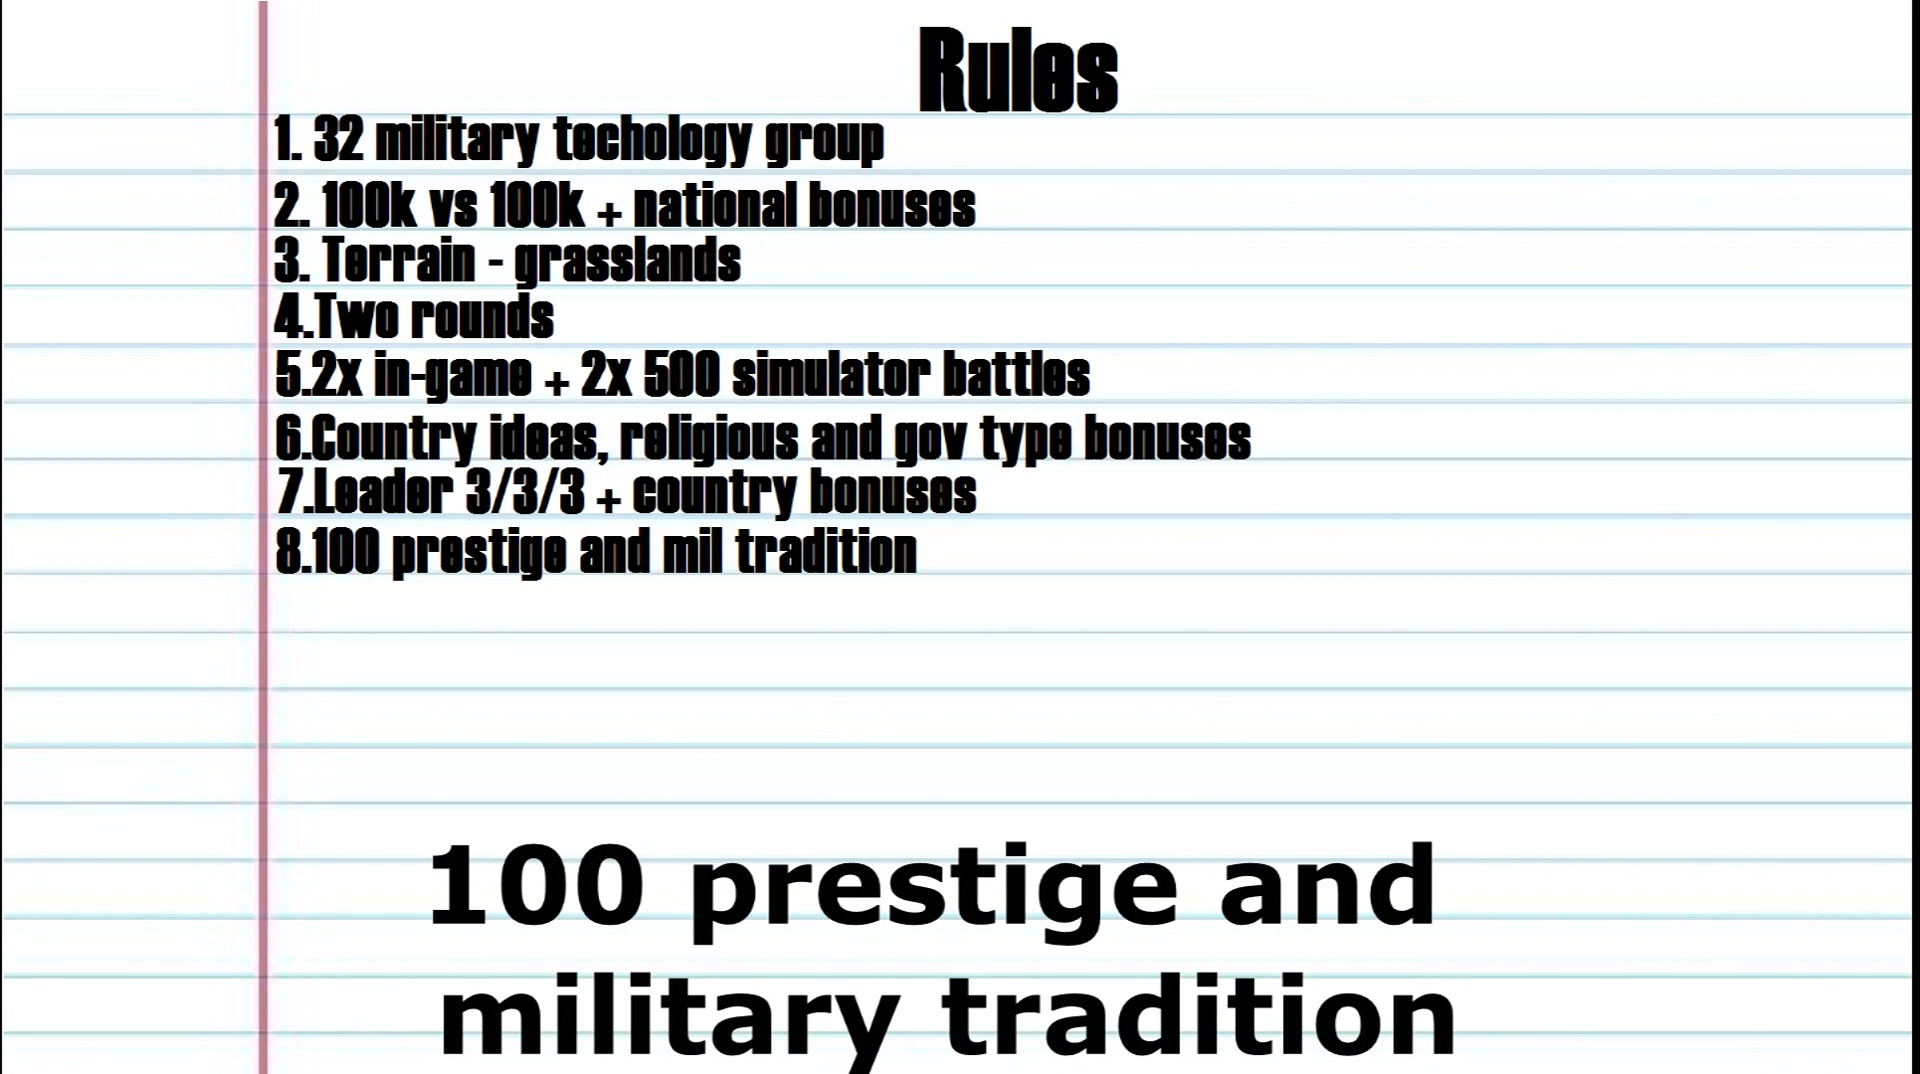 Rules
1. 32 military techology group
2. 100k vs 100k + national bonuses
3. Terrain - grasslands
4.Two rounds
5.2x in-game + 2x 500 simulator battles
6.Country ideas, religious and gov type bonuses
7.Leader 3/3/3 + country bonuses
8.100 prestige and mil tradition
100 prestige and
military tradition